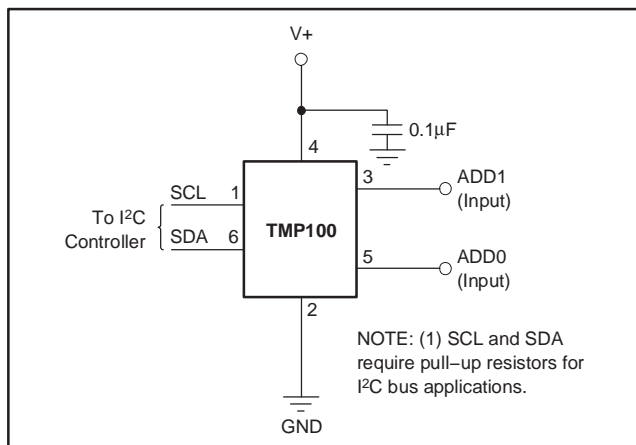 V+
0.1μF
4
SCL 1
3 ADD1
(Input)
To I²C
Controller
TMP100
SDA 6
5 ADD0
(Input)
2
NOTE: (1) SCL and SDA
require pull–up resistors for
I²C bus applications.
GND